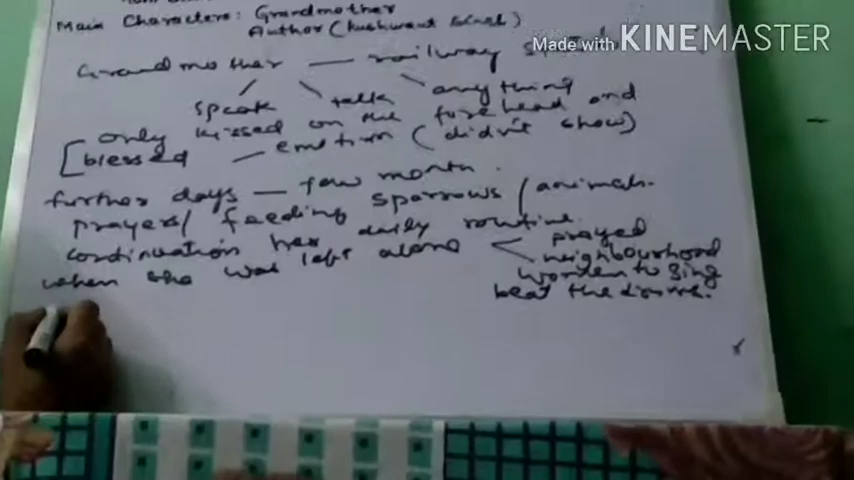 Main Characters: Grandmother
Author (Kushwant Singh)
Made with KINEMASTER
Grandmother — railway
speak talk anything
only kissed on the forehead and
[blessed — emotion (didn't show)
further days — few month.
prayers/ feeding sparrows /animals.
continuation her daily routine.
when she was left alone < prayed
neighbourhood
women to sing
beat the drums.